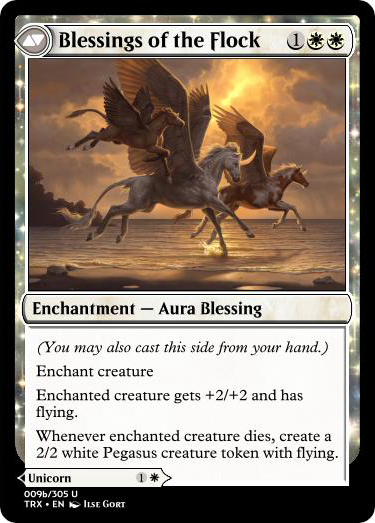 Blessings of the Flock 1
Enchantment — Aura Blessing
(You may also cast this side from your hand.)
Enchant creature
Enchanted creature gets +2/+2 and has
flying.
Whenever enchanted creature dies, create a
2/2 white Pegasus creature token with flying.
Unicorn 1
009b/305 U
TRX • EN Ilse Gort